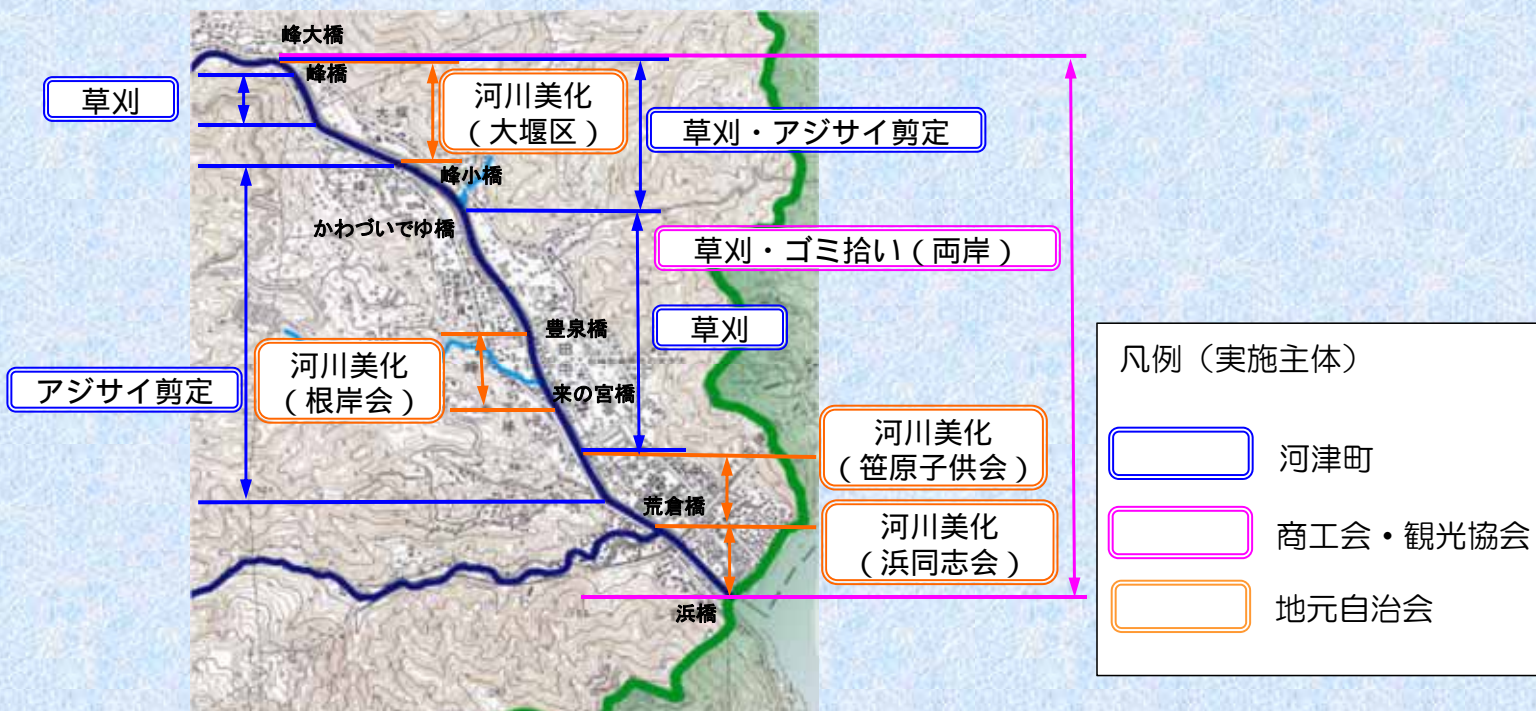 峰大橋
峰橋
草刈
河川美化
（大堰区）
草刈・アジサイ剪定
峰小橋
かわづいでゆ橋
草刈・ゴミ拾い（両岸）
豊泉橋
草刈
河川美化
（根岸会）
アジサイ剪定
来の宮橋
河川美化
（笹原子供会）
荒倉橋
河川美化
（浜同志会）
浜橋
凡例（実施主体）
河津町
商工会・観光協会
地元自治会